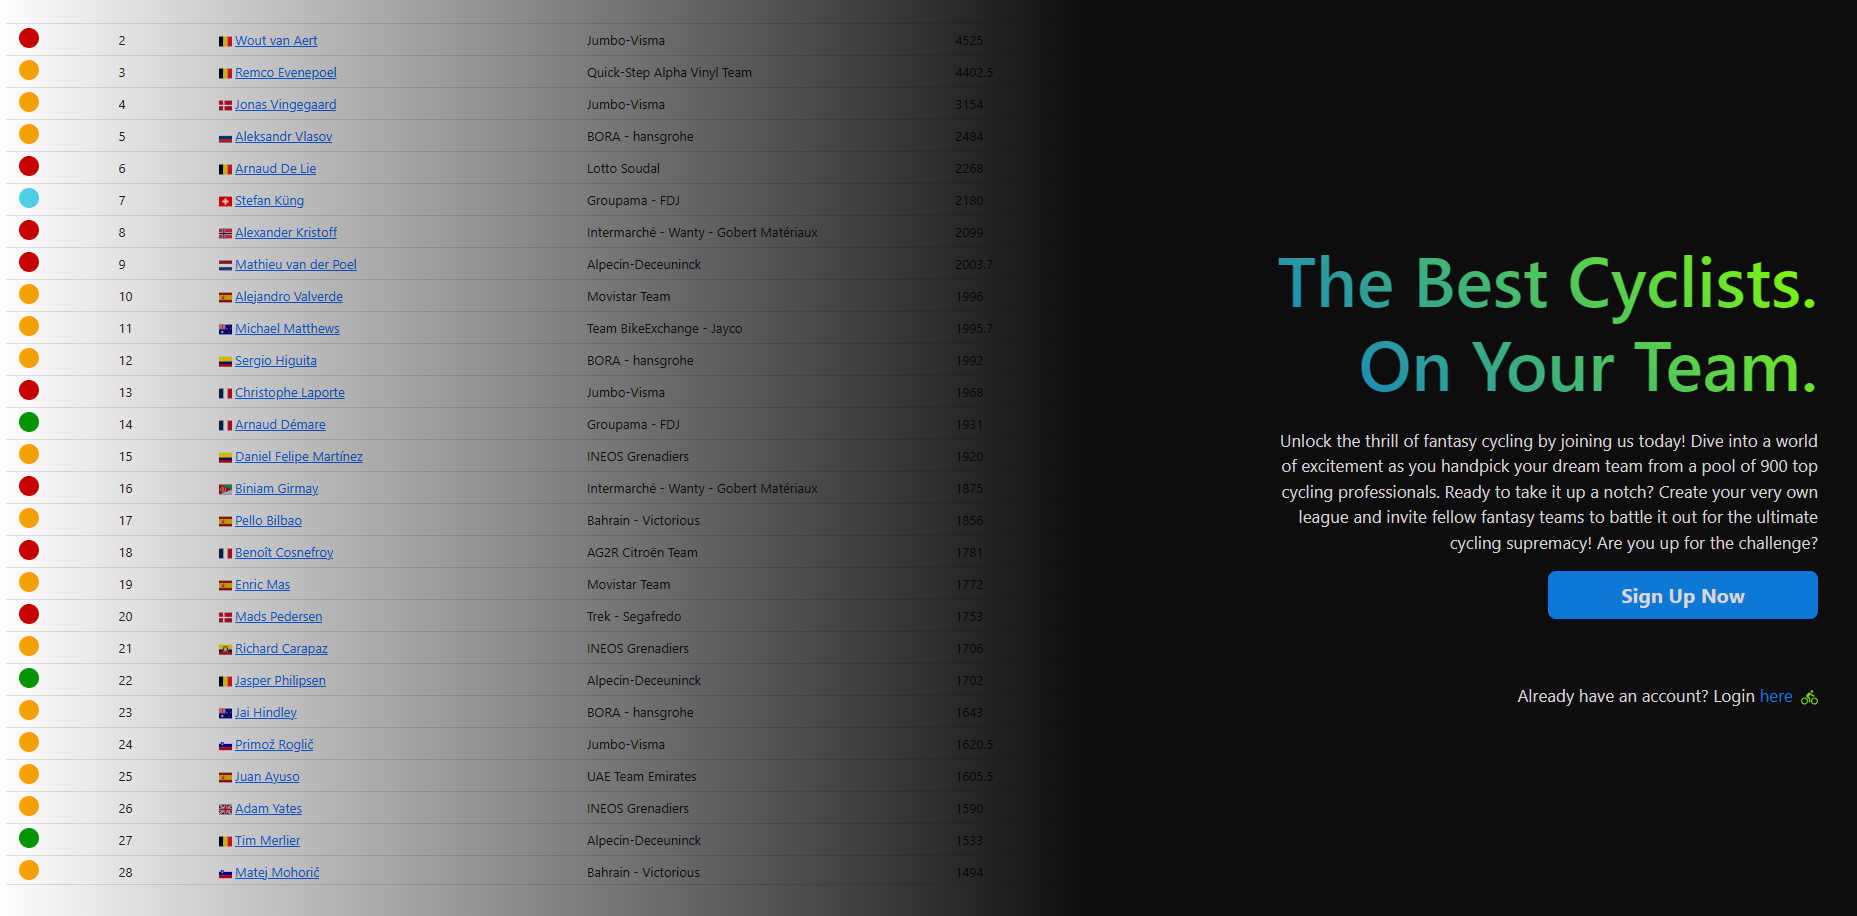 2 Wout van Aert Jumbo-Visma 4525
3 Remco Evenepoel Quick-Step Alpha Vinyl Team 4402.5
4 Jonas Vingegaard Jumbo-Visma 3154
5 Aleksandr Vlasov BORA - hansgrohe 2484
6 Arnaud De Lie Lotto Soudal 2268
7 Stefan Küng Groupama - FDJ 2180
8 Alexander Kristoff Intermarché - Wanty - Gobert Matériaux 2099
9 Mathieu van der Poel Alpecin-Deceuninck 2003.7
10 Alejandro Valverde Movistar Team 1996
11 Michael Matthews Team BikeExchange - Jayco 1995.7
12 Sergio Higuita BORA - hansgrohe 1992
13 Christophe Laporte Jumbo-Visma 1968
14 Arnaud Démare Groupama - FDJ 1931
15 Daniel Felipe Martínez INEOS Grenadiers 1920
16 Biniam Girmay Intermarché - Wanty - Gobert Matériaux 1875
17 Pello Bilbao Bahrain - Victorious 1856
18 Benoît Cosnefroy AG2R Citroën Team 1781
19 Enric Mas Movistar Team 1772
20 Mads Pedersen Trek - Segafredo 1753
21 Richard Carapaz INEOS Grenadiers 1706
22 Jasper Philipsen Alpecin-Deceuninck 1702
23 Jai Hindley BORA - hansgrohe 1643
24 Primož Roglič Jumbo-Visma 1620.5
25 Juan Ayuso UAE Team Emirates 1605.5
26 Adam Yates INEOS Grenadiers 1590
27 Tim Merlier Alpecin-Deceuninck 1533
28 Matej Mohorič Bahrain - Victorious 1494
The Best Cyclists.
On Your Team.
Unlock the thrill of fantasy cycling by joining us today! Dive into a world
of excitement as you handpick your dream team from a pool of 900 top
cycling professionals. Ready to take it up a notch? Create your very own
league and invite fellow fantasy teams to battle it out for the ultimate
cycling supremacy! Are you up for the challenge?
Sign Up Now
Already have an account? Login here